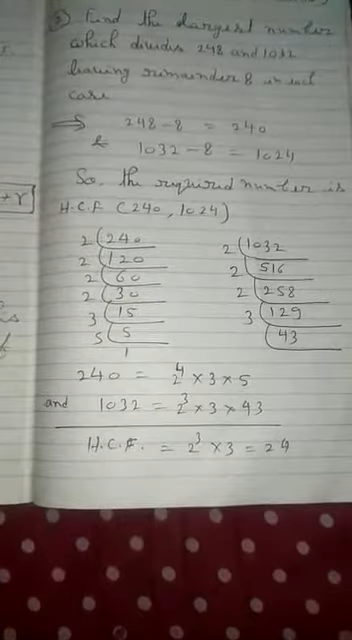 3) Find the largest number
which divides 248 and 1032
leaving remainder 8 in each
case
⇒ 248 - 8 = 240
& 1032 - 8 = 1024
So, the required number is
H.C.F (240, 1024)
+r
2 240 2 1032
2 120 2 516
2 60 2 258
2 30 3 129
3 15 43
5 5
1
240 = 2⁴ × 3 × 5
and 1032 = 2³ × 3 × 43
H.C.F. = 2³ × 3 = 24